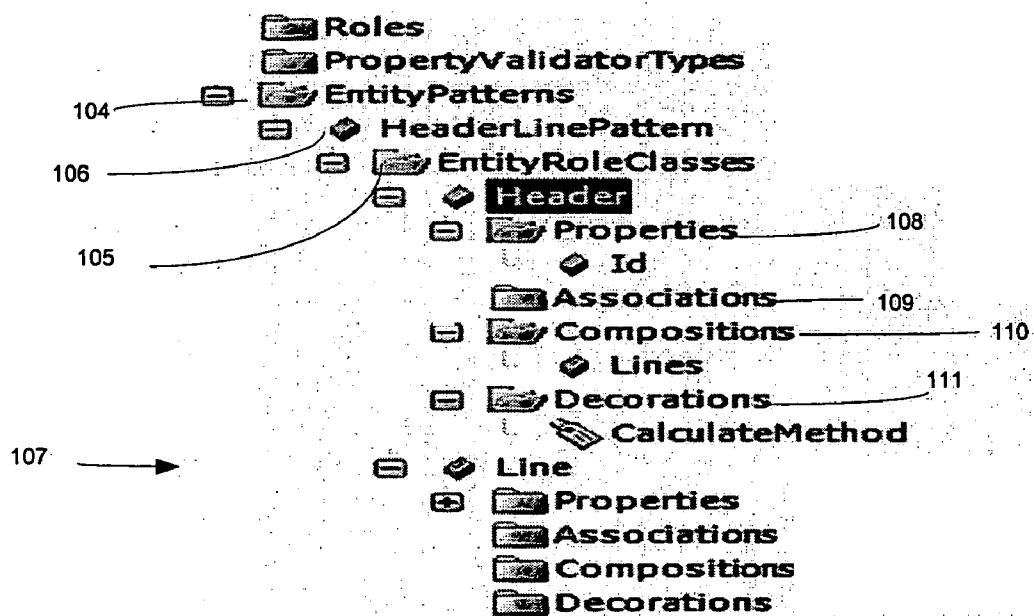 Roles
PropertyValidatorTypes
104 EntityPatterns
106 HeaderLinePattern
EntityRoleClasses
Header
105 Properties 108
Id
Associations 109
Compositions 110
Lines
Decorations 111
CalculateMethod
107 Line
Properties
Associations
Compositions
Decorations